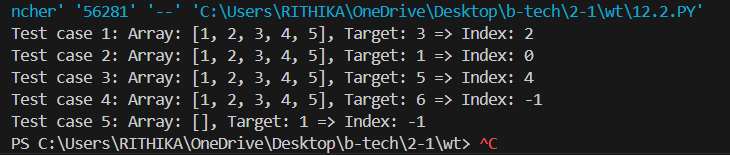 ncher' '56281' '--' 'C:\Users\RITHIKA\OneDrive\Desktop\b-tech\2-1\wt\12.2.PY'
Test case 1: Array: [1, 2, 3, 4, 5], Target: 3 => Index: 2
Test case 2: Array: [1, 2, 3, 4, 5], Target: 1 => Index: 0
Test case 3: Array: [1, 2, 3, 4, 5], Target: 5 => Index: 4
Test case 4: Array: [1, 2, 3, 4, 5], Target: 6 => Index: -1
Test case 5: Array: [], Target: 1 => Index: -1
PS C:\Users\RITHIKA\OneDrive\Desktop\b-tech\2-1\wt> ^C